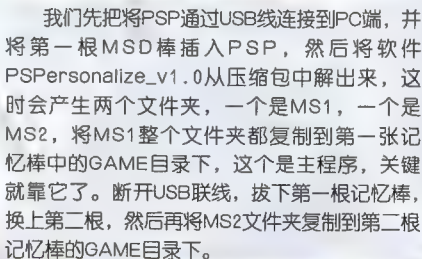 我们先把将PSP通过USB线连接到PC端，并
将第一根MSD棒插入PSP，然后将软件
PSPersonalize_v1.0从压缩包中解出来，这
时会产生两个文件夹，一个是MS1，一个是
MS2，将MS1整个文件夹都复制到第一张记
忆棒中的GAME目录下，这个是主程序，关键
就靠它了。断开USB联线，拔下第一根记忆棒，
换上第二根，然后再将MS2文件夹复制到第二根
记忆棒的GAME目录下。